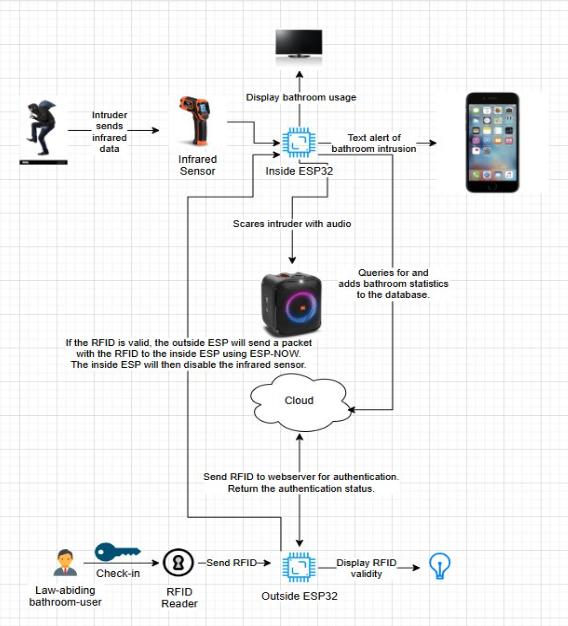 Display bathroom usage
Intruder
sends
infrared
data
Infrared
Sensor
Inside ESP32
Text alert of
bathroom intrusion
Scares intruder with audio
Queries for and
adds bathroom statistics
to the database.
If the RFID is valid, the outside ESP will send a packet
with the RFID to the inside ESP using ESP-NOW.
The inside ESP will then disable the infrared sensor.
Cloud
Send RFID to webserver for authentication.
Return the authentication status.
Law-abiding
bathroom-user
Check-in
RFID
Reader
Send RFID
Outside ESP32
Display RFID
validity